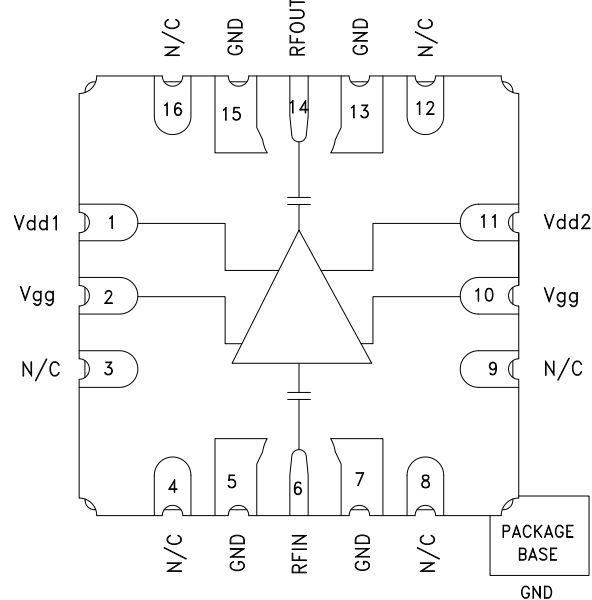 N/C GND RFOUT GND N/C
16 15 14 13 12
Vdd1 1 11 Vdd2
Vgg 2 10 Vgg
N/C 3 9 N/C
4 5 6 7 8
N/C GND RFIN GND N/C
PACKAGE
BASE
GND